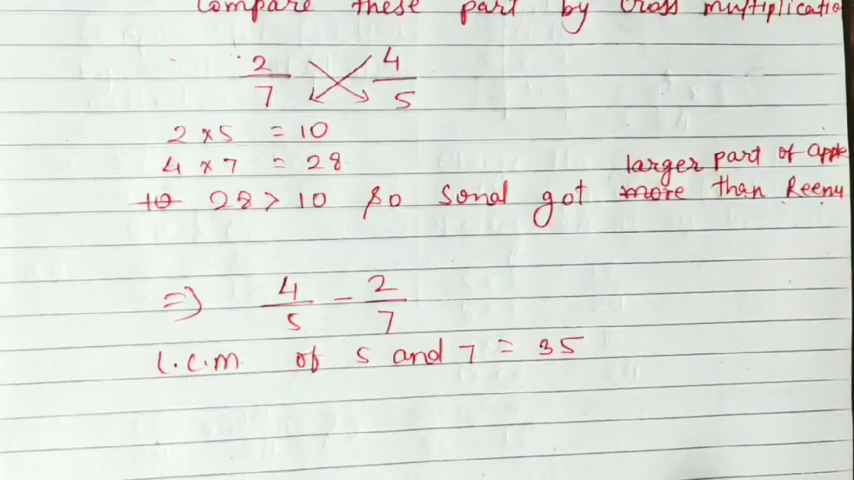 Compare these part by cross multiplication
2/7 4/5
2 × 5 = 10
4 × 7 = 28
larger part of apple
10 28 > 10 so Sonal got more than Reenu
⇒ 4/5 - 2/7
L.C.M. of 5 and 7 = 35